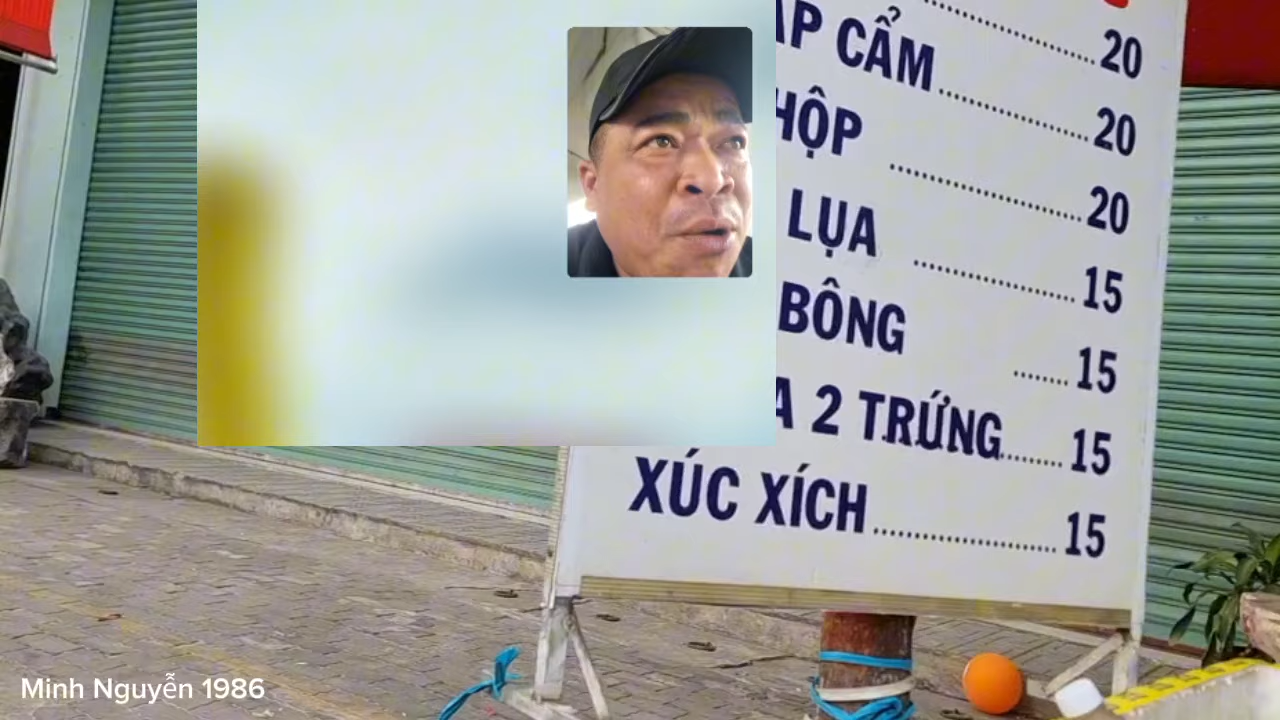 20
CẨM 20
HỘP 20
LỤA 15
BÔNG 15
2 TRỨNG 15
XÚC XÍCH 15
Minh Nguyễn 1986